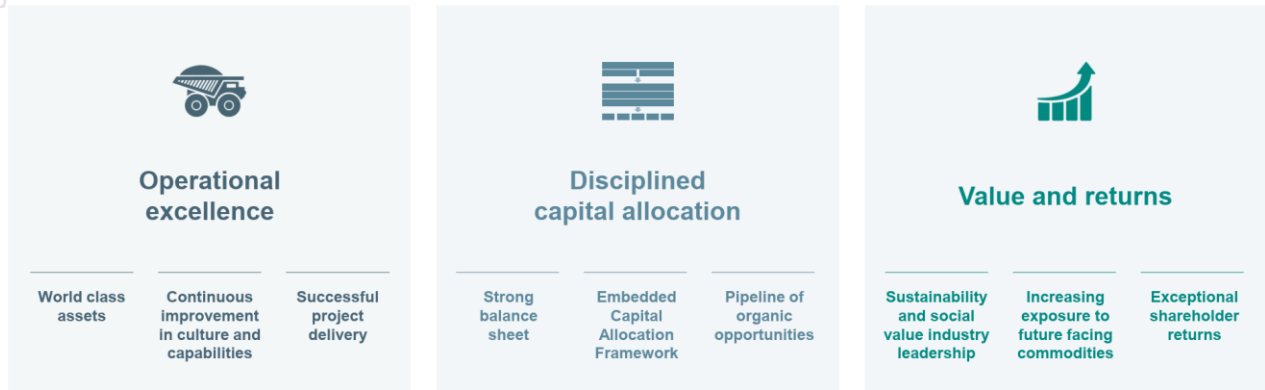 Operational
excellence
World class
assets
Continuous
improvement
in culture and
capabilities
Successful
project
delivery
Disciplined
capital allocation
Strong
balance
sheet
Embedded
Capital
Allocation
Framework
Pipeline of
organic
opportunities
Value and returns
Sustainability
and social
value industry
leadership
Increasing
exposure to
future facing
commodities
Exceptional
shareholder
returns